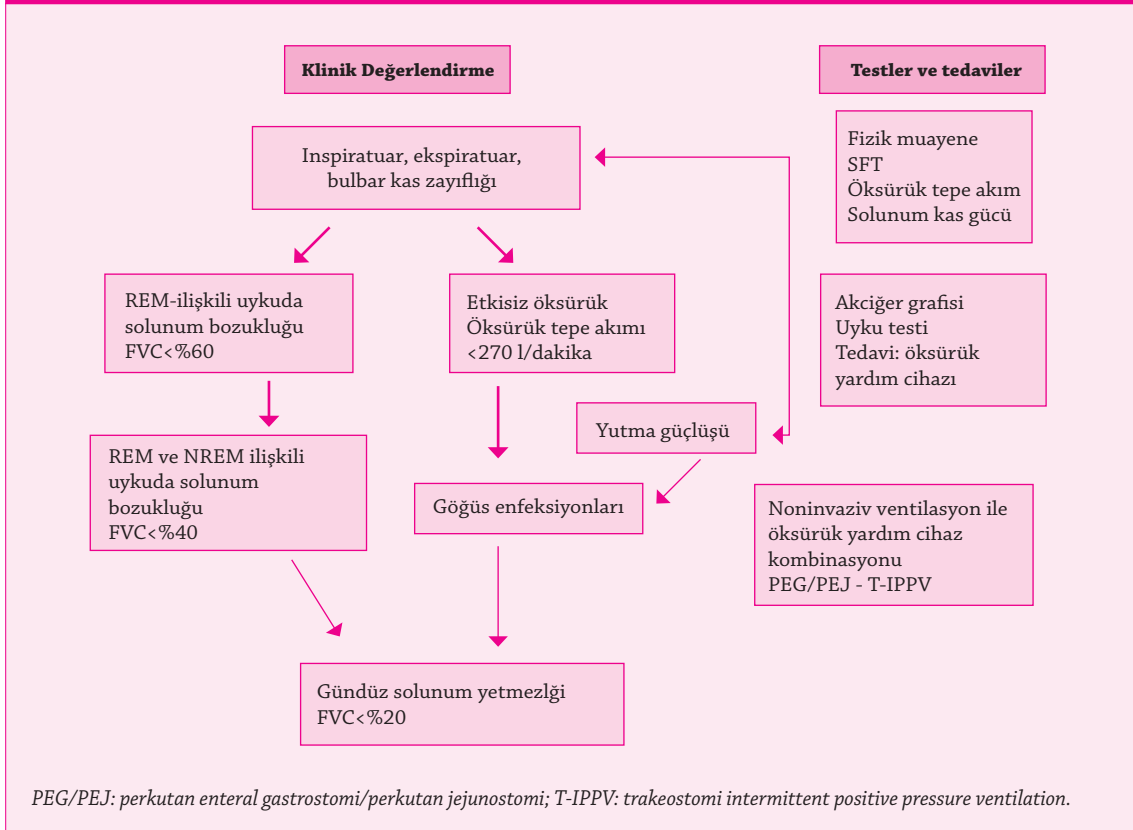 Klinik Değerlendirme
Testler ve tedaviler
Inspiratuar, ekspiratuar,
bulbar kas zayıflığı
Fizik muayene
SFT
Öksürük tepe akım
Solunum kas gücü
REM-ilişkili uykuda
solunum bozukluğu
FVC<%60
Etkisiz öksürük
Öksürük tepe akımı
<270 l/dakika
Akciğer grafisi
Uyku testi
Tedavi: öksürük
yardım cihazı
Yutma güçlüşü
REM ve NREM ilişkili
uykuda solunum
bozukluğu
FVC<%40
Göğüs enfeksiyonları
Noninvaziv ventilasyon ile
öksürük yardım cihaz
kombinasyonu
PEG/PEJ - T-IPPV
Gündüz solunum yetmezlği
FVC<%20
PEG/PEJ: perkutan enteral gastrostomi/perkutan jejunostomi; T-IPPV: trakeostomi intermittent positive pressure ventilation.